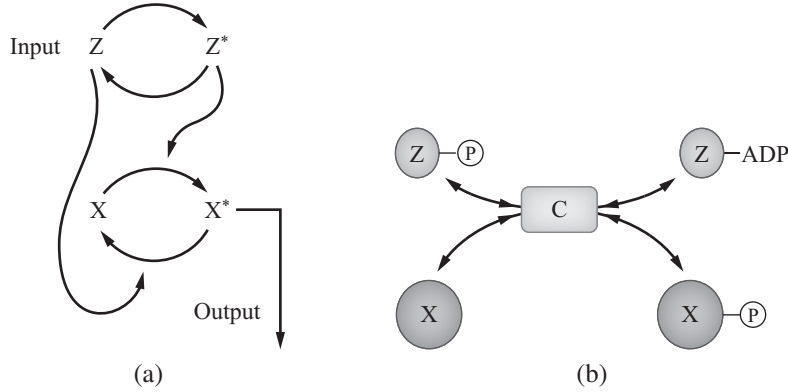 Input Z Z*
X X*
Output
(a)
Z P
Z ADP
C
X
X P
(b)